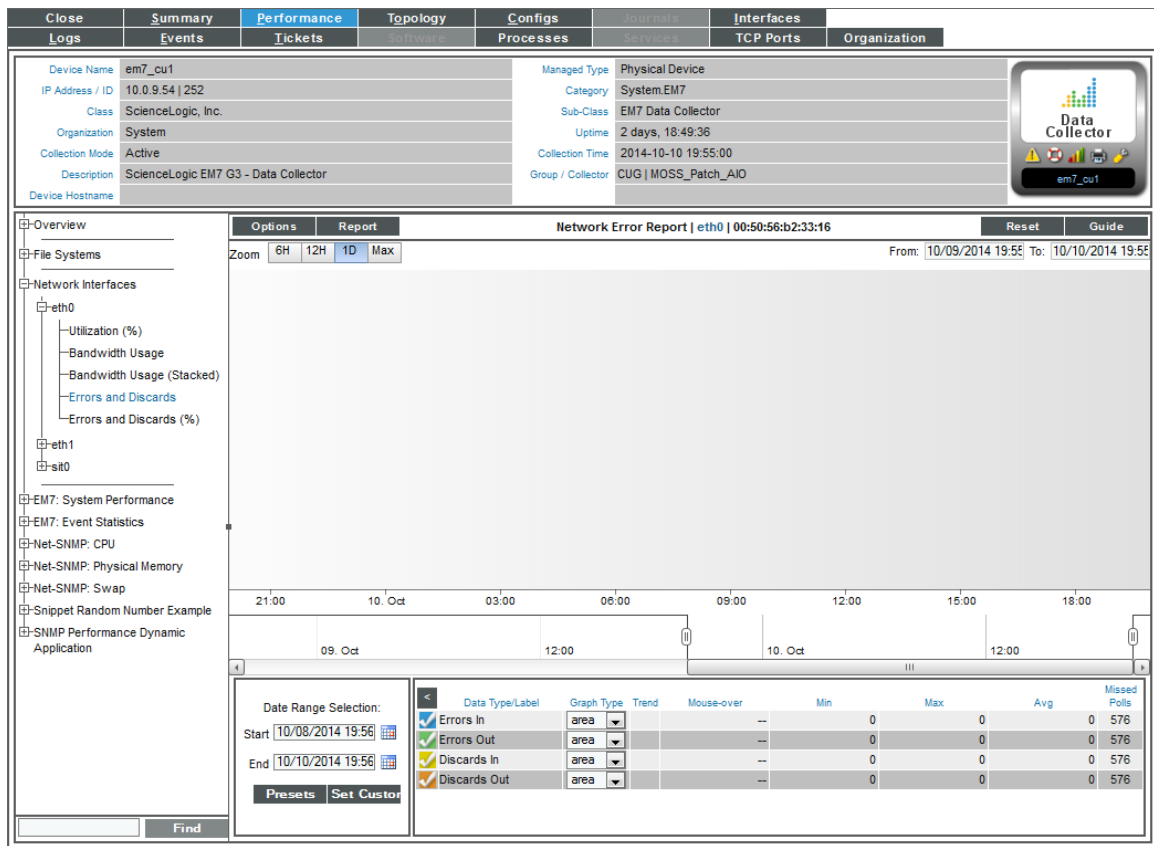 Close Summary Performance Topology Configs Journals Interfaces
Logs Events Tickets Software Processes Services TCP Ports Organization
Device Name em7_cu1 Managed Type Physical Device
IP Address / ID 10.0.9.54 | 252 Category System.EM7
Class ScienceLogic, Inc. Sub-Class EM7 Data Collector
Organization System Uptime 2 days, 18:49:36
Collection Mode Active Collection Time 2014-10-10 19:55:00
Description ScienceLogic EM7 G3 - Data Collector Group / Collector CUG | MOSS_Patch_AIO
Device Hostname
Data
Collector
em7_cu1
Overview
File Systems
Network Interfaces
eth0
Utilization (%)
Bandwidth Usage
Bandwidth Usage (Stacked)
Errors and Discards
Errors and Discards (%)
eth1
sit0
EM7: System Performance
EM7: Event Statistics
Net-SNMP: CPU
Net-SNMP: Physical Memory
Net-SNMP: Swap
Snippet Random Number Example
SNMP Performance Dynamic
Application
Find
Options Report Network Error Report | eth0 | 00:50:56:b2:33:16 Reset Guide
Zoom 6H 12H 1D Max From: 10/09/2014 19:55 To: 10/10/2014 19:55
21:00 10. Oct 03:00 06:00 09:00 12:00 15:00 18:00
09. Oct 12:00 10. Oct 12:00
Date Range Selection:
Start 10/08/2014 19:56
End 10/10/2014 19:56
Presets Set Custor
< Data Type/Label Graph Type Trend Mouse-over Min Max Avg Missed Polls
Errors In area -- 0 0 0 576
Errors Out area -- 0 0 0 576
Discards In area -- 0 0 0 576
Discards Out area -- 0 0 0 576